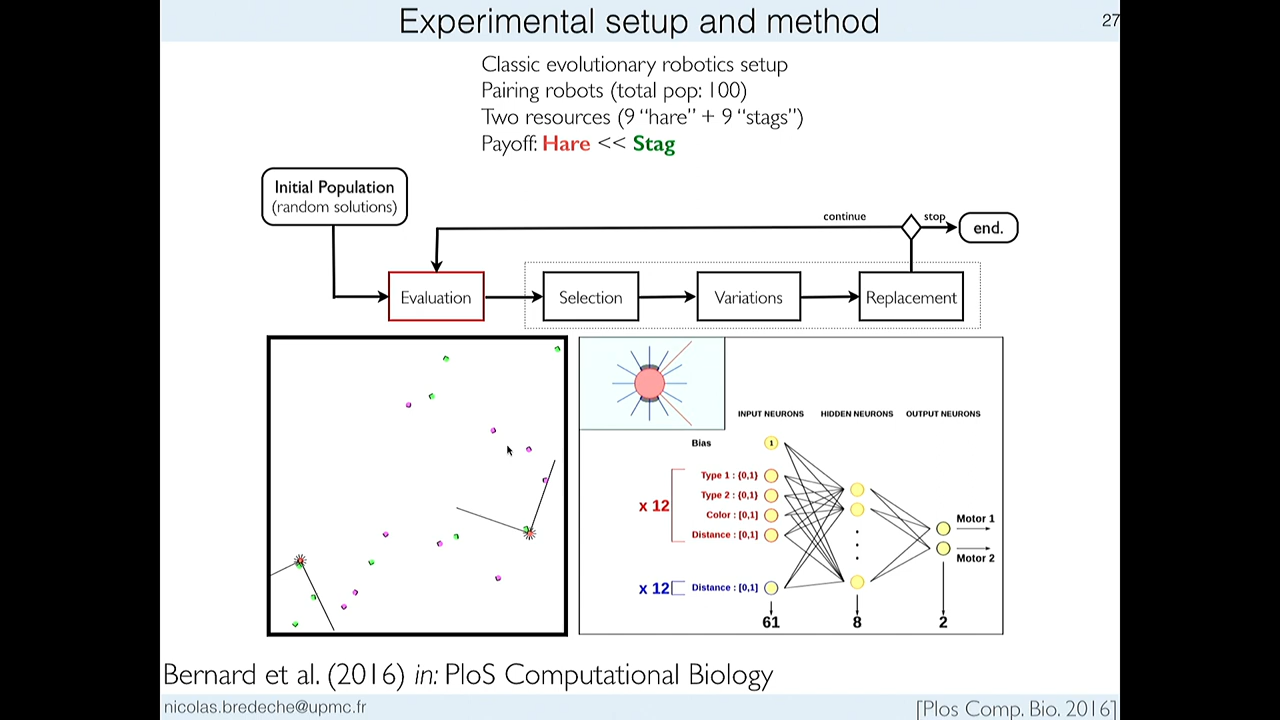 Experimental setup and method
27
Classic evolutionary robotics setup
Pairing robots (total pop: 100)
Two resources (9 “hare” + 9 “stags”)
Payoff: Hare << Stag
Initial Population
(random solutions)
continue
stop
end.
Evaluation
Selection
Variations
Replacement
INPUT NEURONS
HIDDEN NEURONS
OUTPUT NEURONS
Bias
1
x 12
Type 1 : {0,1}
Type 2 : {0,1}
Color : [0,1]
Distance : [0,1]
Motor 1
Motor 2
x 12
Distance : [0,1]
61
8
2
Bernard et al. (2016) in: PloS Computational Biology
nicolas.bredeche@upmc.fr
[Plos Comp. Bio. 2016]